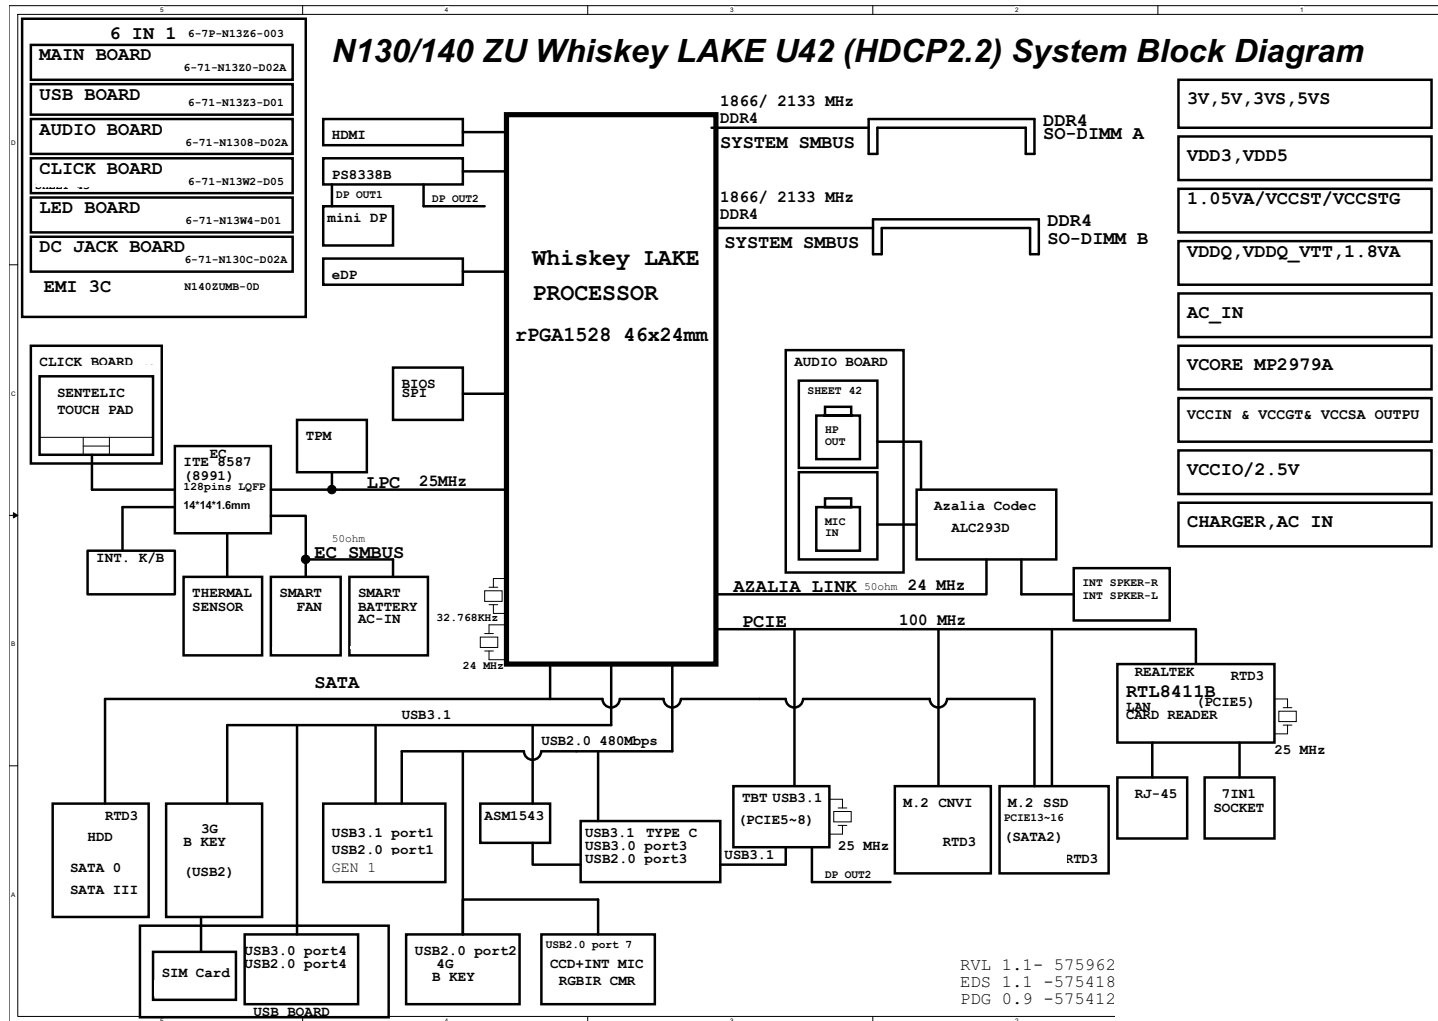 N130/140 ZU Whiskey LAKE U42 (HDCP2.2) System Block Diagram
6 IN 1 6-7P-N13Z6-003
MAIN BOARD
6-71-N13Z0-D02A
USB BOARD
6-71-N13Z3-D01
AUDIO BOARD
6-71-N1308-D02A
CLICK BOARD
6-71-N13W2-D05
LED BOARD
6-71-N13W4-D01
DC JACK BOARD
6-71-N130C-D02A
EMI 3C N140ZUMB-0D
HDMI
PS8338B
DP OUT1
DP OUT2
mini DP
eDP
Whiskey LAKE
PROCESSOR
rPGA1528 46x24mm
1866/ 2133 MHz
DDR4
SYSTEM SMBUS
DDR4
SO-DIMM A
1866/ 2133 MHz
DDR4
SYSTEM SMBUS
DDR4
SO-DIMM B
3V,5V,3VS,5VS
VDD3,VDD5
1.05VA/VCCST/VCCSTG
VDDQ,VDDQ_VTT,1.8VA
AC_IN
VCORE MP2979A
VCCIN & VCCGT& VCCSA OUTPU
VCCIO/2.5V
CHARGER,AC IN
CLICK BOARD
SENTELIC
TOUCH PAD
BIOS
SPI
TPM
EC
ITE 8587
(8991)
128pins LQFP
14*14*1.6mm
LPC 25MHz
INT. K/B
50ohm
EC SMBUS
THERMAL
SENSOR
SMART
FAN
SMART
BATTERY
AC-IN
32.768KHz
24 MHz
AUDIO BOARD
SHEET 42
HP
OUT
MIC
IN
Azalia Codec
ALC293D
AZALIA LINK 50ohm 24 MHz
INT SPKER-R
INT SPKER-L
PCIE 100 MHz
REALTEK RTD3
RTL8411B
(PCIE5)
LAN
CARD READER
25 MHz
RJ-45
7IN1
SOCKET
SATA
USB3.1
USB2.0 480Mbps
RTD3
HDD
SATA 0
SATA III
3G
B KEY
(USB2)
USB3.1 port1
USB2.0 port1
GEN 1
ASM1543
USB3.1 TYPE C
USB3.0 port3
USB2.0 port3
USB3.1
TBT USB3.1
(PCIE5~8)
25 MHz
DP OUT2
M.2 CNVI
RTD3
M.2 SSD
PCIE13~16
(SATA2)
RTD3
SIM Card
USB3.0 port4
USB2.0 port4
USB BOARD
USB2.0 port2
4G
B KEY
USB2.0 port 7
CCD+INT MIC
RGBIR CMR
RVL 1.1- 575962
EDS 1.1 -575418
PDG 0.9 -575412